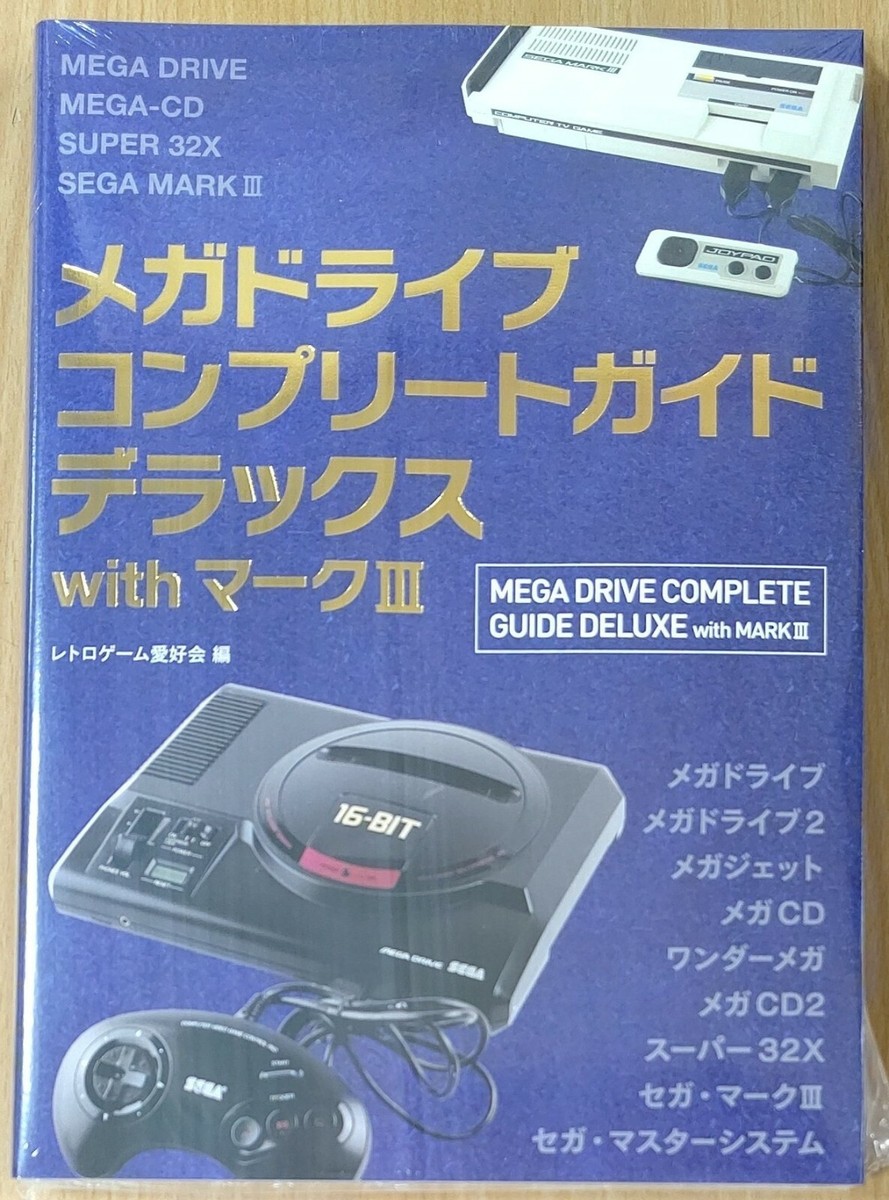 MEGA DRIVE
MEGA-CD
SUPER 32X
SEGA MARK III
SEGA MARK III
SEGA
COMPUTER TV GAME
JOYPAD
SEGA
メガドライブ
コンプリートガイド
デラックス
with マークIII
MEGA DRIVE COMPLETE
GUIDE DELUXE with MARK III
レトロゲーム愛好会 編
16-BIT
MEGA DRIVE SEGA
SEGA
メガドライブ
メガドライブ2
メガジェット
メガCD
ワンダーメガ
メガCD2
スーパー32X
セガ・マークIII
セガ・マスターシステム